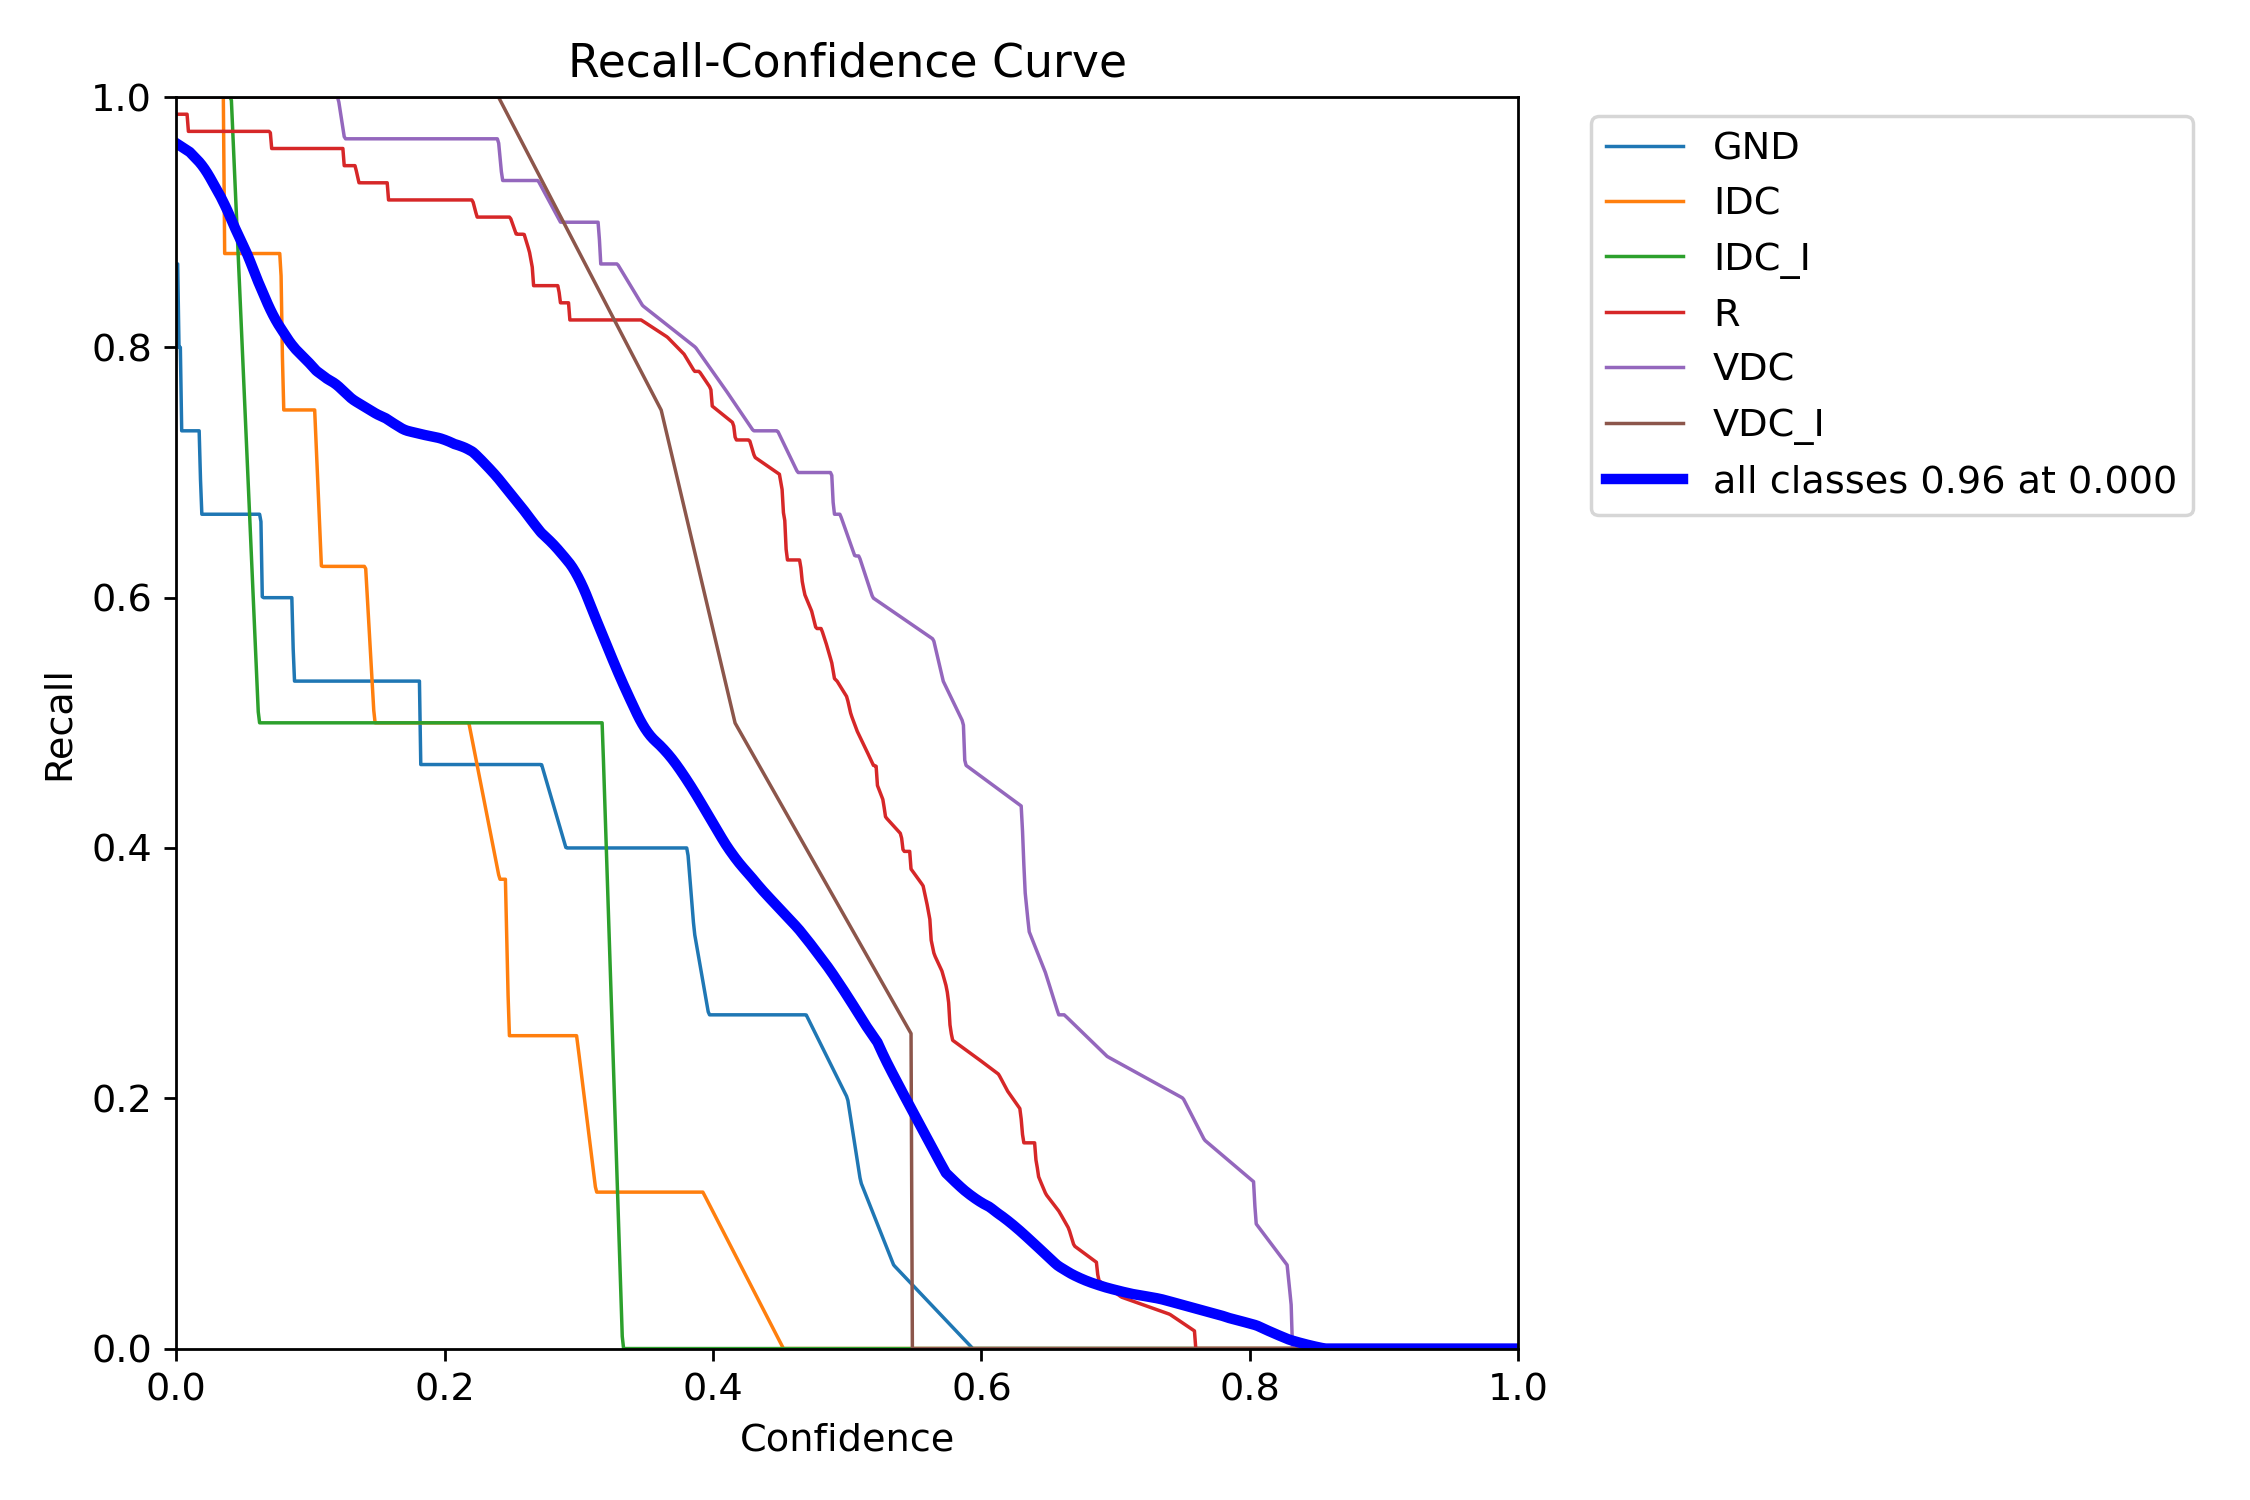 Recall-Confidence Curve
1.0
0.8
0.6
0.4
0.2
0.0
Recall
0.0 0.2 0.4 0.6 0.8 1.0
Confidence
GND
IDC
IDC_I
R
VDC
VDC_I
all classes 0.96 at 0.000